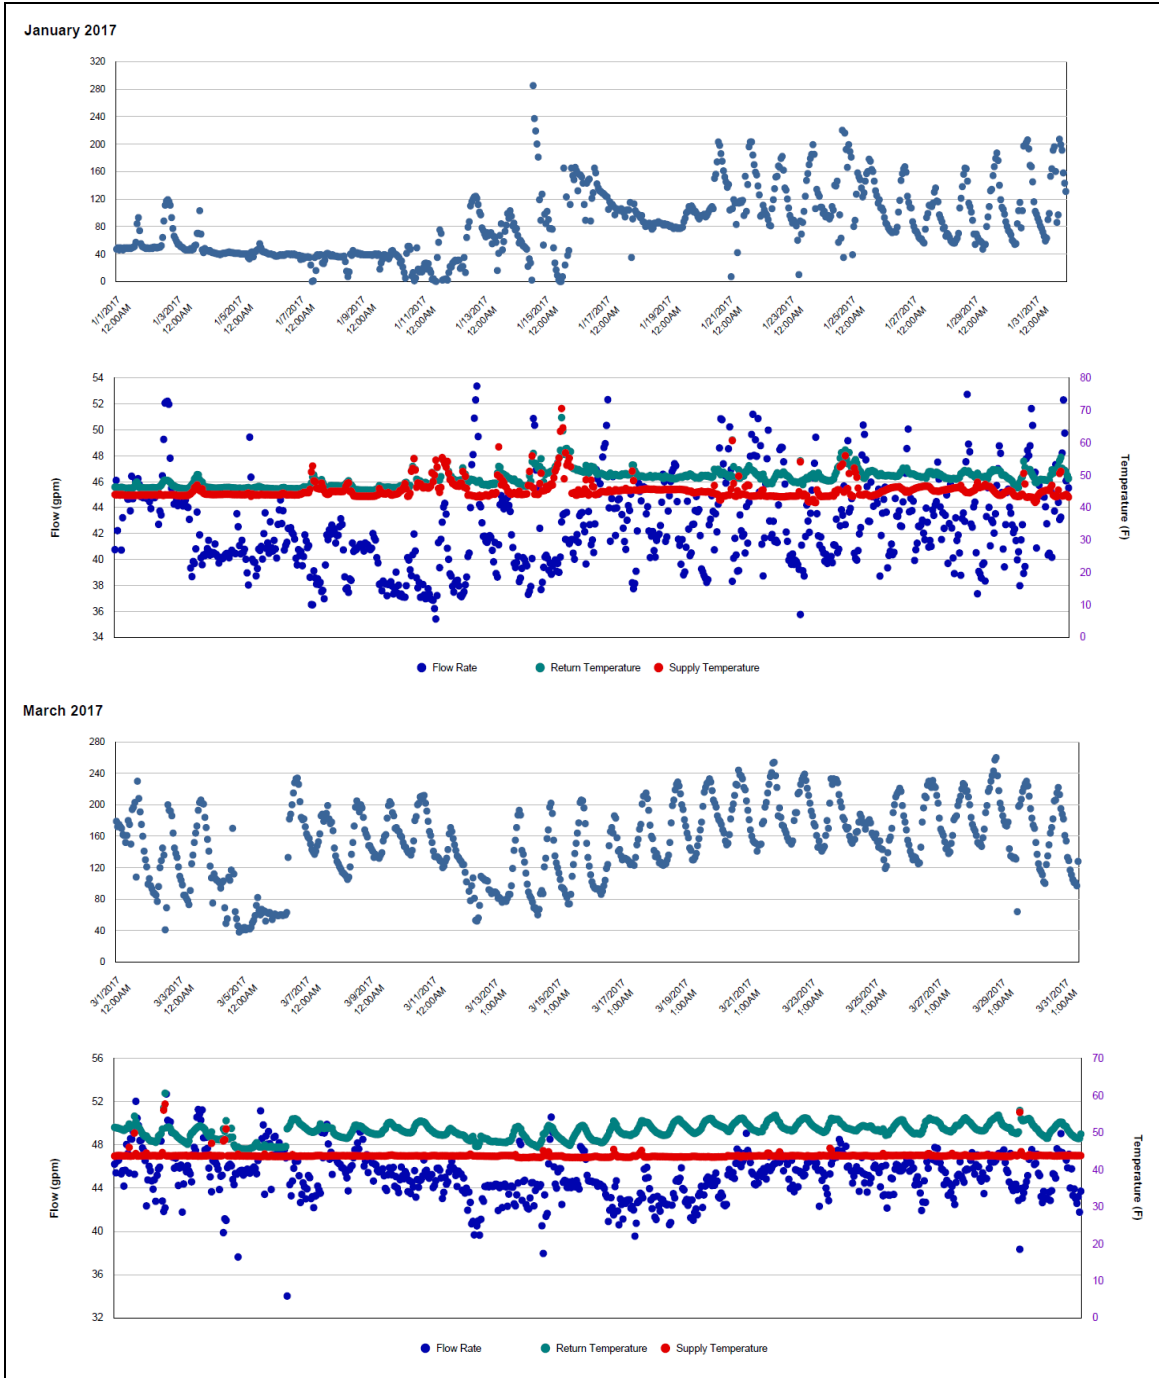 January 2017
320
280
240
200
160
120
80
40
0
1/1/2017 12:00AM
1/3/2017 12:00AM
1/5/2017 12:00AM
1/7/2017 12:00AM
1/9/2017 12:00AM
1/11/2017 12:00AM
1/13/2017 12:00AM
1/15/2017 12:00AM
1/17/2017 12:00AM
1/19/2017 12:00AM
1/21/2017 12:00AM
1/23/2017 12:00AM
1/25/2017 12:00AM
1/27/2017 12:00AM
1/29/2017 12:00AM
1/31/2017 12:00AM
Flow (gpm)
54
52
50
48
46
44
42
40
38
36
34
80
70
60
50
40
30
20
10
0
Temperature (F)
Flow Rate Return Temperature Supply Temperature
March 2017
280
240
200
160
120
80
40
0
3/1/2017 12:00AM
3/3/2017 12:00AM
3/5/2017 12:00AM
3/7/2017 12:00AM
3/9/2017 12:00AM
3/11/2017 12:00AM
3/13/2017 1:00AM
3/15/2017 1:00AM
3/17/2017 1:00AM
3/19/2017 1:00AM
3/21/2017 1:00AM
3/23/2017 1:00AM
3/25/2017 1:00AM
3/27/2017 1:00AM
3/29/2017 1:00AM
3/31/2017 1:00AM
Flow (gpm)
56
52
48
44
40
36
32
70
60
50
40
30
20
10
0
Temperature (F)
Flow Rate Return Temperature Supply Temperature